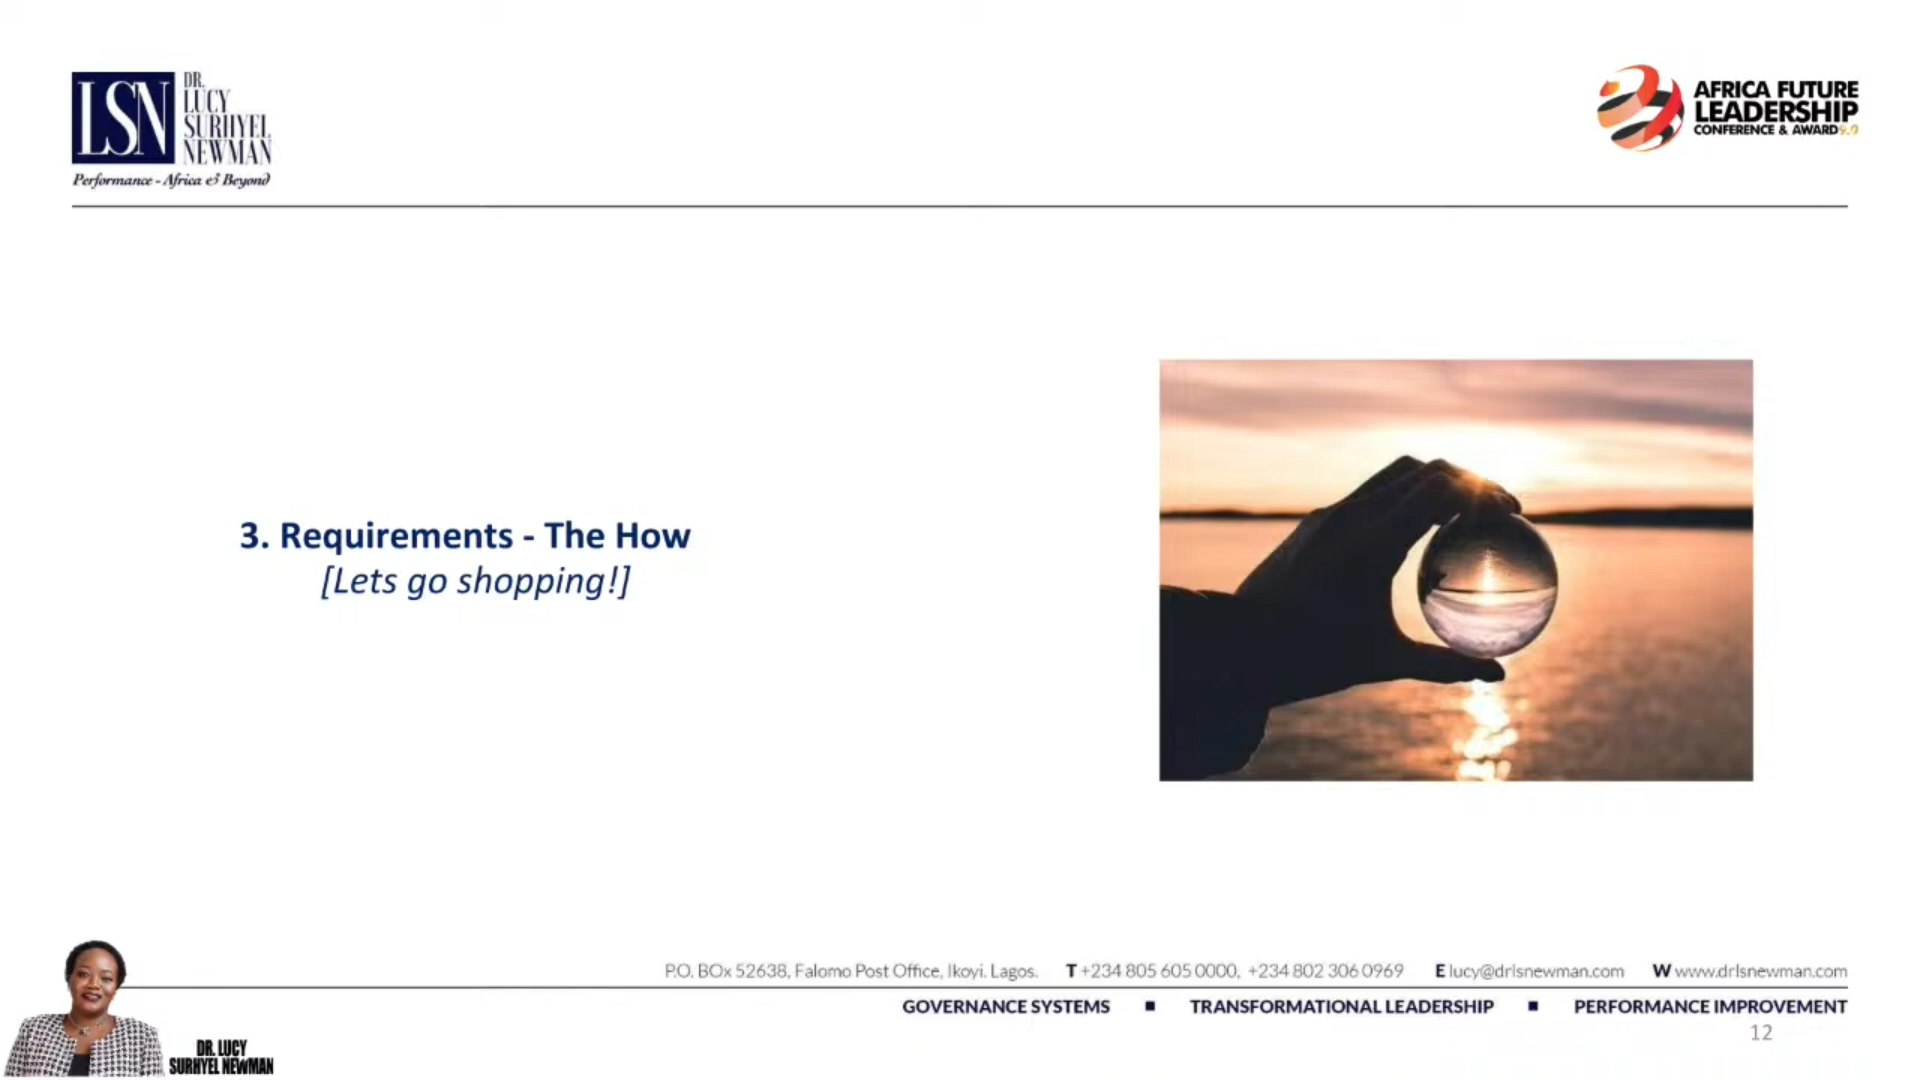 LSN
DR.
LUCY
SURHYEL
NEWMAN
Performance - Africa & Beyond
AFRICA FUTURE
LEADERSHIP
CONFERENCE & AWARD9.0
3. Requirements - The How
[Lets go shopping!]
P.O. BOx 52638, Falomo Post Office, Ikoyi. Lagos. T +234 805 605 0000, +234 802 306 0969 E lucy@drlsnewman.com W www.drlsnewman.com
GOVERNANCE SYSTEMS ■ TRANSFORMATIONAL LEADERSHIP ■ PERFORMANCE IMPROVEMENT
12
DR. LUCY
SURHYEL NEWMAN